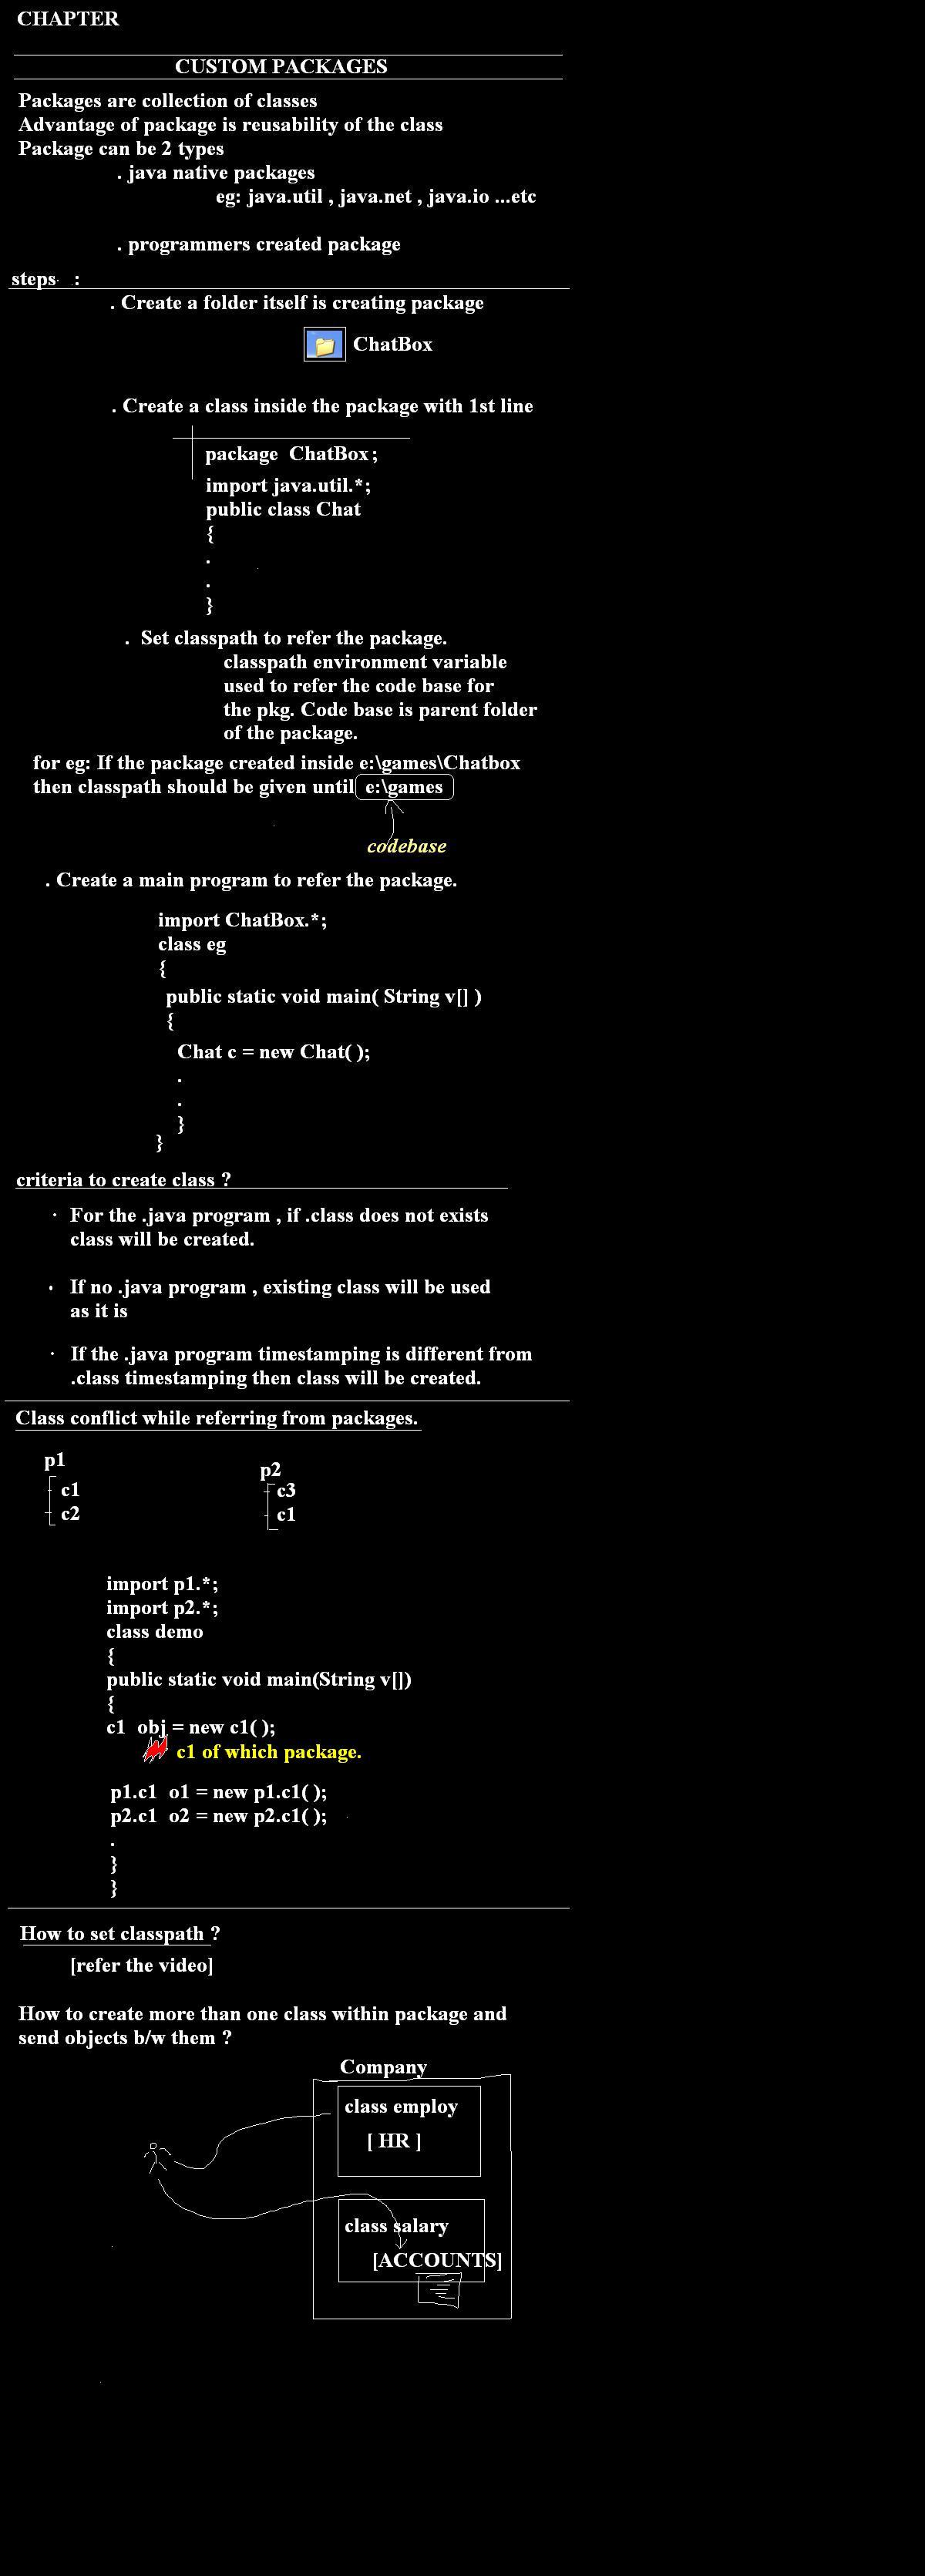 CHAPTER
CUSTOM PACKAGES
Packages are collection of classes
Advantage of package is reusability of the class
Package can be 2 types
. java native packages
eg: java.util , java.net , java.io ...etc
. programmers created package
steps :
. Create a folder itself is creating package
ChatBox
. Create a class inside the package with 1st line
package ChatBox ;
import java.util.*;
public class Chat
{
.
.
}
. Set classpath to refer the package.
classpath environment variable
used to refer the code base for
the pkg. Code base is parent folder
of the package.
for eg: If the package created inside e:\games\Chatbox
then classpath should be given until e:\games
codebase
. Create a main program to refer the package.
import ChatBox.*;
class eg
{
public static void main( String v[] )
{
Chat c = new Chat( );
.
.
}
}
criteria to create class ?
. For the .java program , if .class does not exists
class will be created.
. If no .java program , existing class will be used
as it is
. If the .java program timestamping is different from
.class timestamping then class will be created.
Class conflict while referring from packages.
p1 p2
c1 c3
c2 c1
import p1.*;
import p2.*;
class demo
{
public static void main(String v[])
{
c1 obj = new c1( );
c1 of which package.
p1.c1 o1 = new p1.c1( );
p2.c1 o2 = new p2.c1( );
.
}
}
How to set classpath ?
[refer the video]
How to create more than one class within package and
send objects b/w them ?
Company
class employ
[ HR ]
class salary
[ACCOUNTS]